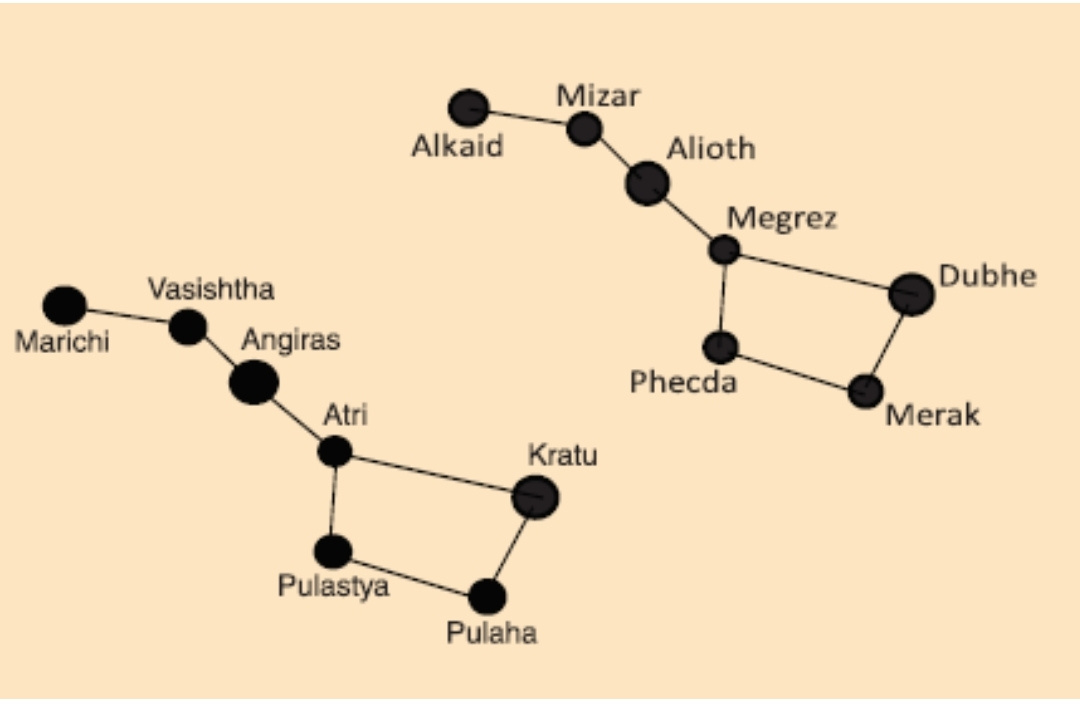 Mizar
Alkaid
Alioth
Megrez
Dubhe
Phecda
Merak
Vasishtha
Marichi
Angiras
Atri
Kratu
Pulastya
Pulaha